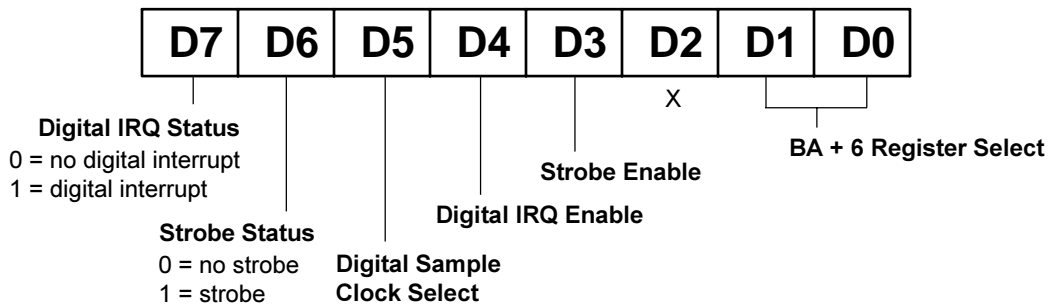 D7 D6 D5 D4 D3 D2 D1 D0
X
Digital IRQ Status
0 = no digital interrupt
1 = digital interrupt
BA + 6 Register Select
Strobe Enable
Digital IRQ Enable
Strobe Status
0 = no strobe
1 = strobe
Digital Sample
Clock Select